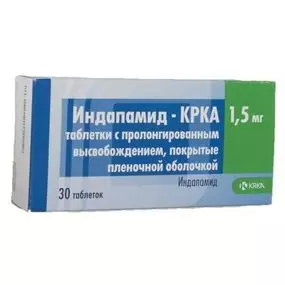 Индапамид - КРКА 1,5 мг
таблетки с пролонгированным
высвобождением, покрытые
пленочной оболочкой
Индапамид
30 таблеток
KRKA